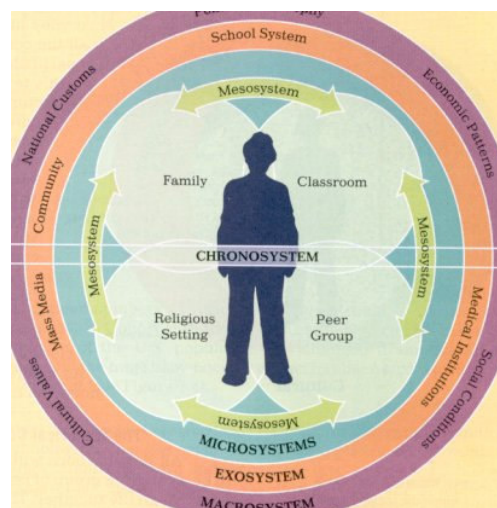 School System
Mesosystem
National Customs
Economic Patterns
Community
Family
Classroom
Mesosystem
Mesosystem
CHRONOSYSTEM
Religious
Setting
Peer
Group
Mass Media
Medical Institutions
Cultural Values
Social Conditions
Mesosystem
MICROSYSTEMS
EXOSYSTEM
MACROSYSTEM